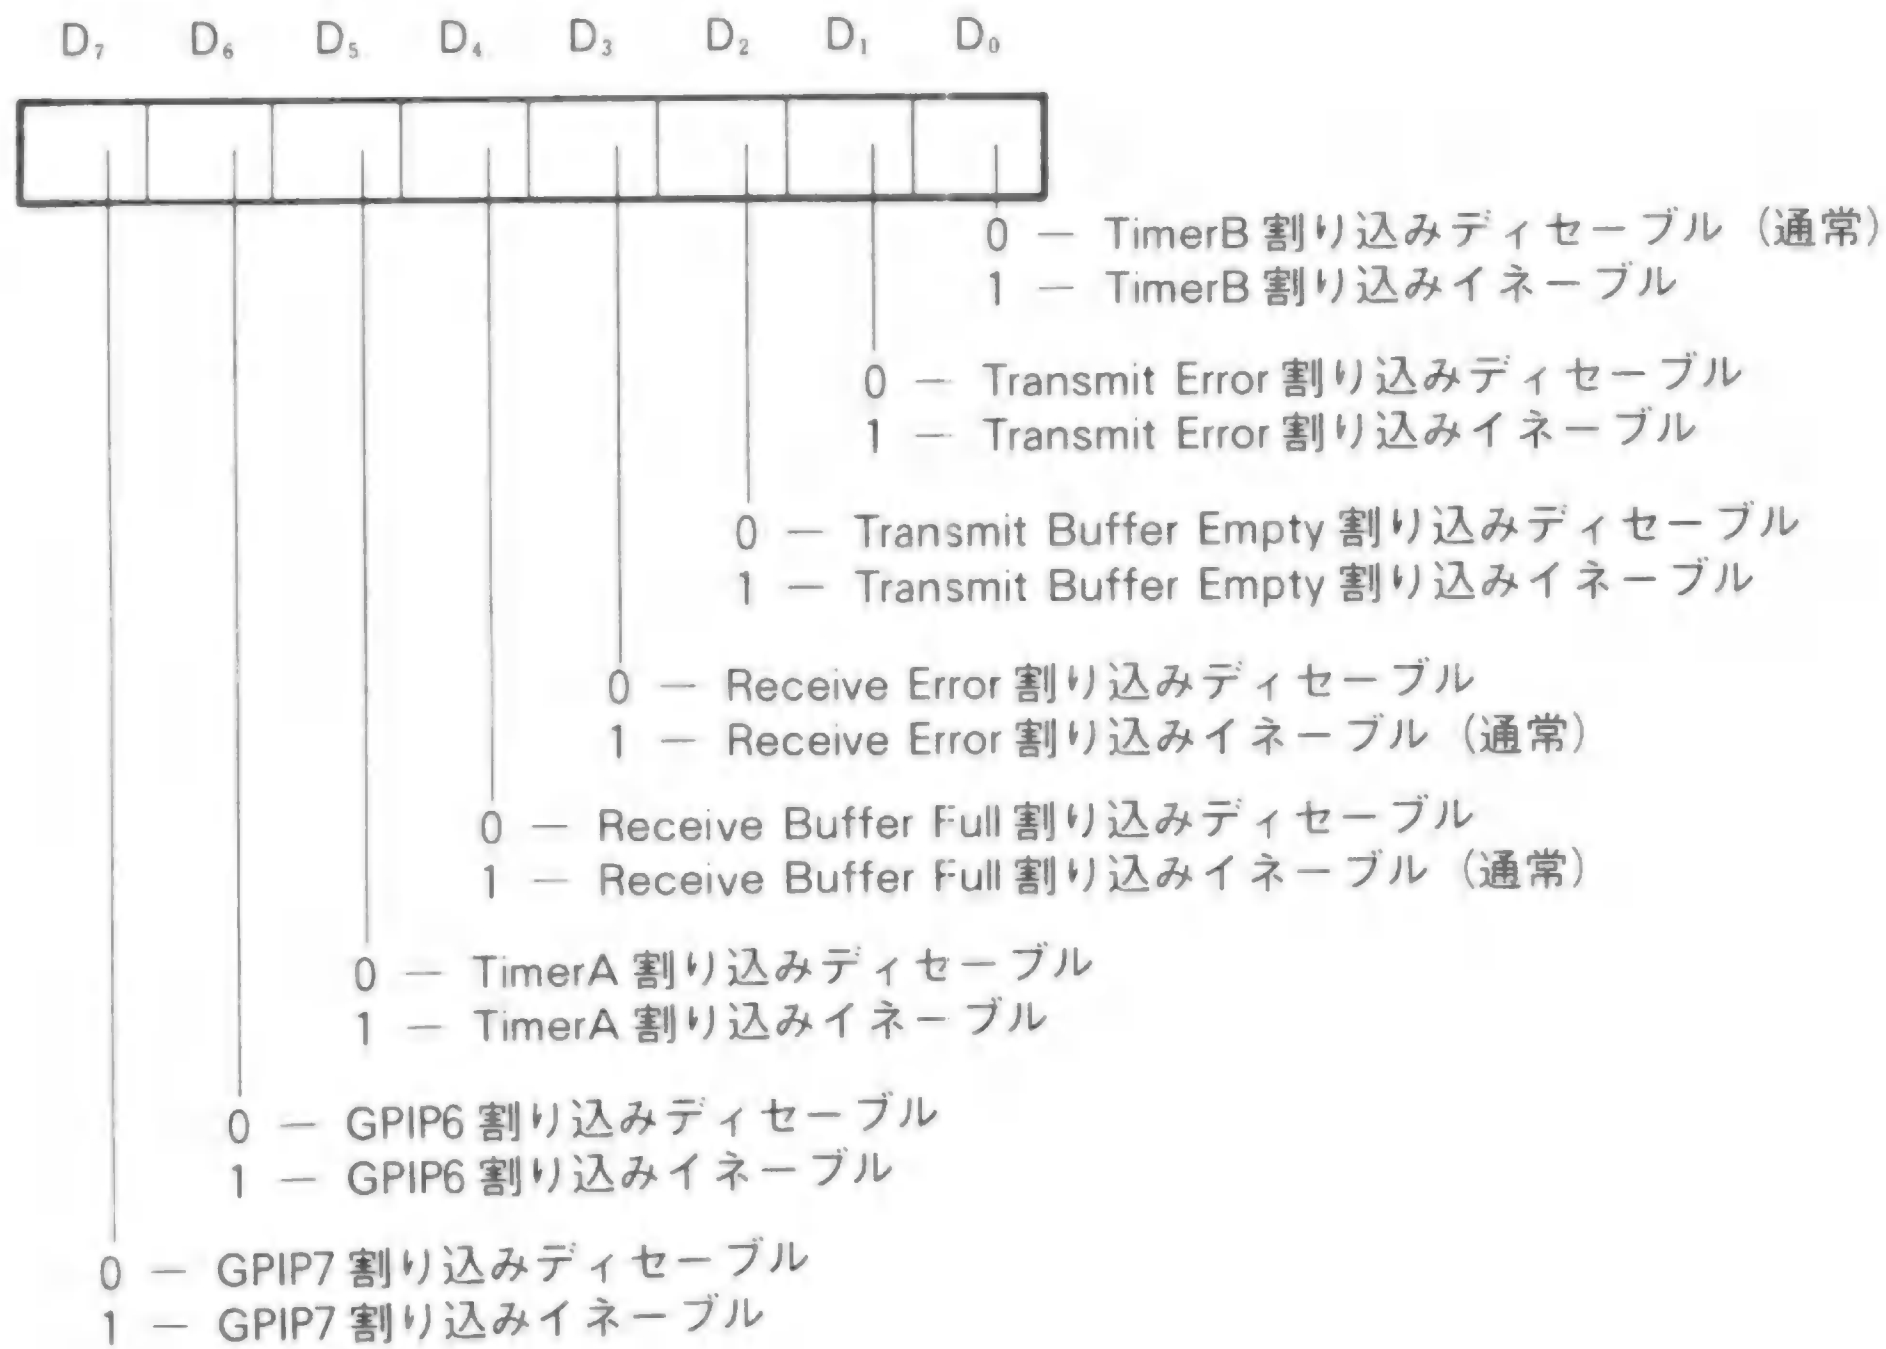 D₇ D₆ D₅ D₄ D₃ D₂ D₁ D₀
0 — TimerB 割り込みディセーブル（通常）
1 — TimerB 割り込みイネーブル
0 — Transmit Error 割り込みディセーブル
1 — Transmit Error 割り込みイネーブル
0 — Transmit Buffer Empty 割り込みディセーブル
1 — Transmit Buffer Empty 割り込みイネーブル
0 — Receive Error 割り込みディセーブル
1 — Receive Error 割り込みイネーブル（通常）
0 — Receive Buffer Full 割り込みディセーブル
1 — Receive Buffer Full 割り込みイネーブル（通常）
0 — TimerA 割り込みディセーブル
1 — TimerA 割り込みイネーブル
0 — GPIP6 割り込みディセーブル
1 — GPIP6 割り込みイネーブル
0 — GPIP7 割り込みディセーブル
1 — GPIP7 割り込みイネーブル